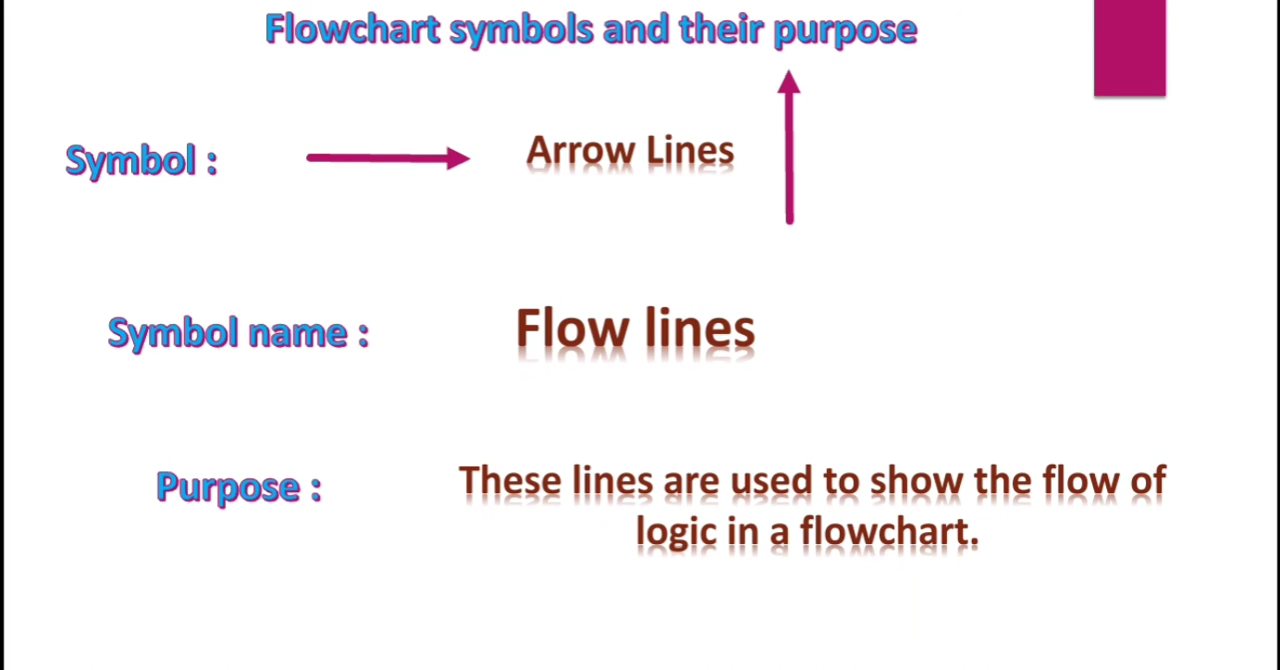 Flowchart symbols and their purpose
Symbol : Arrow Lines
Symbol name : Flow lines
Purpose : These lines are used to show the flow of
logic in a flowchart.